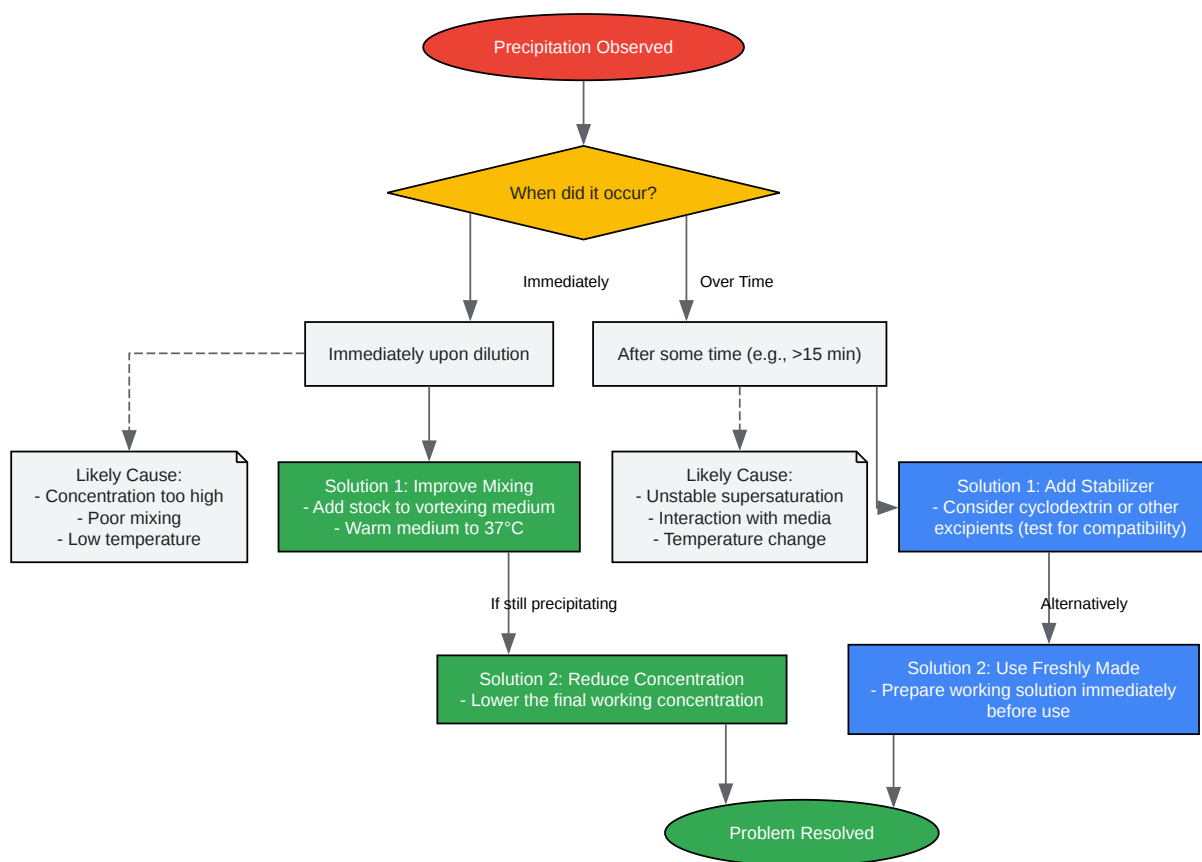 Precipitation Observed
When did it occur?
Immediately
Over Time
Immediately upon dilution
After some time (e.g., >15 min)
Likely Cause:
- Concentration too high
- Poor mixing
- Low temperature
Solution 1: Improve Mixing
- Add stock to vortexing medium
- Warm medium to 37°C
Likely Cause:
- Unstable supersaturation
- Interaction with media
- Temperature change
Solution 1: Add Stabilizer
- Consider cyclodextrin or other
excipients (test for compatibility)
If still precipitating
Alternatively
Solution 2: Reduce Concentration
- Lower the final working concentration
Solution 2: Use Freshly Made
- Prepare working solution immediately
before use
Problem Resolved